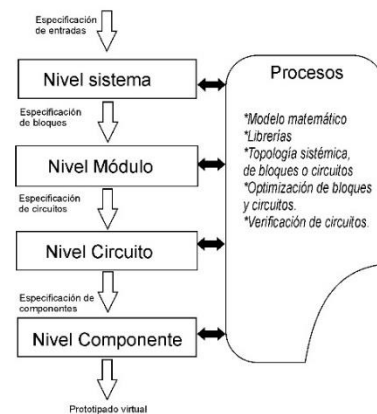 Especificación
de entradas
Nivel sistema
Especificación
de bloques
Nivel Módulo
Especificación
de circuitos
Nivel Circuito
Especificación de
componentes
Nivel Componente
Prototipado virtual
Procesos
*Modelo matemático
*Librerías
*Topología sistémica,
de bloques o circuitos
*Optimización de bloques
y circuitos.
*Verificación de circuitos.